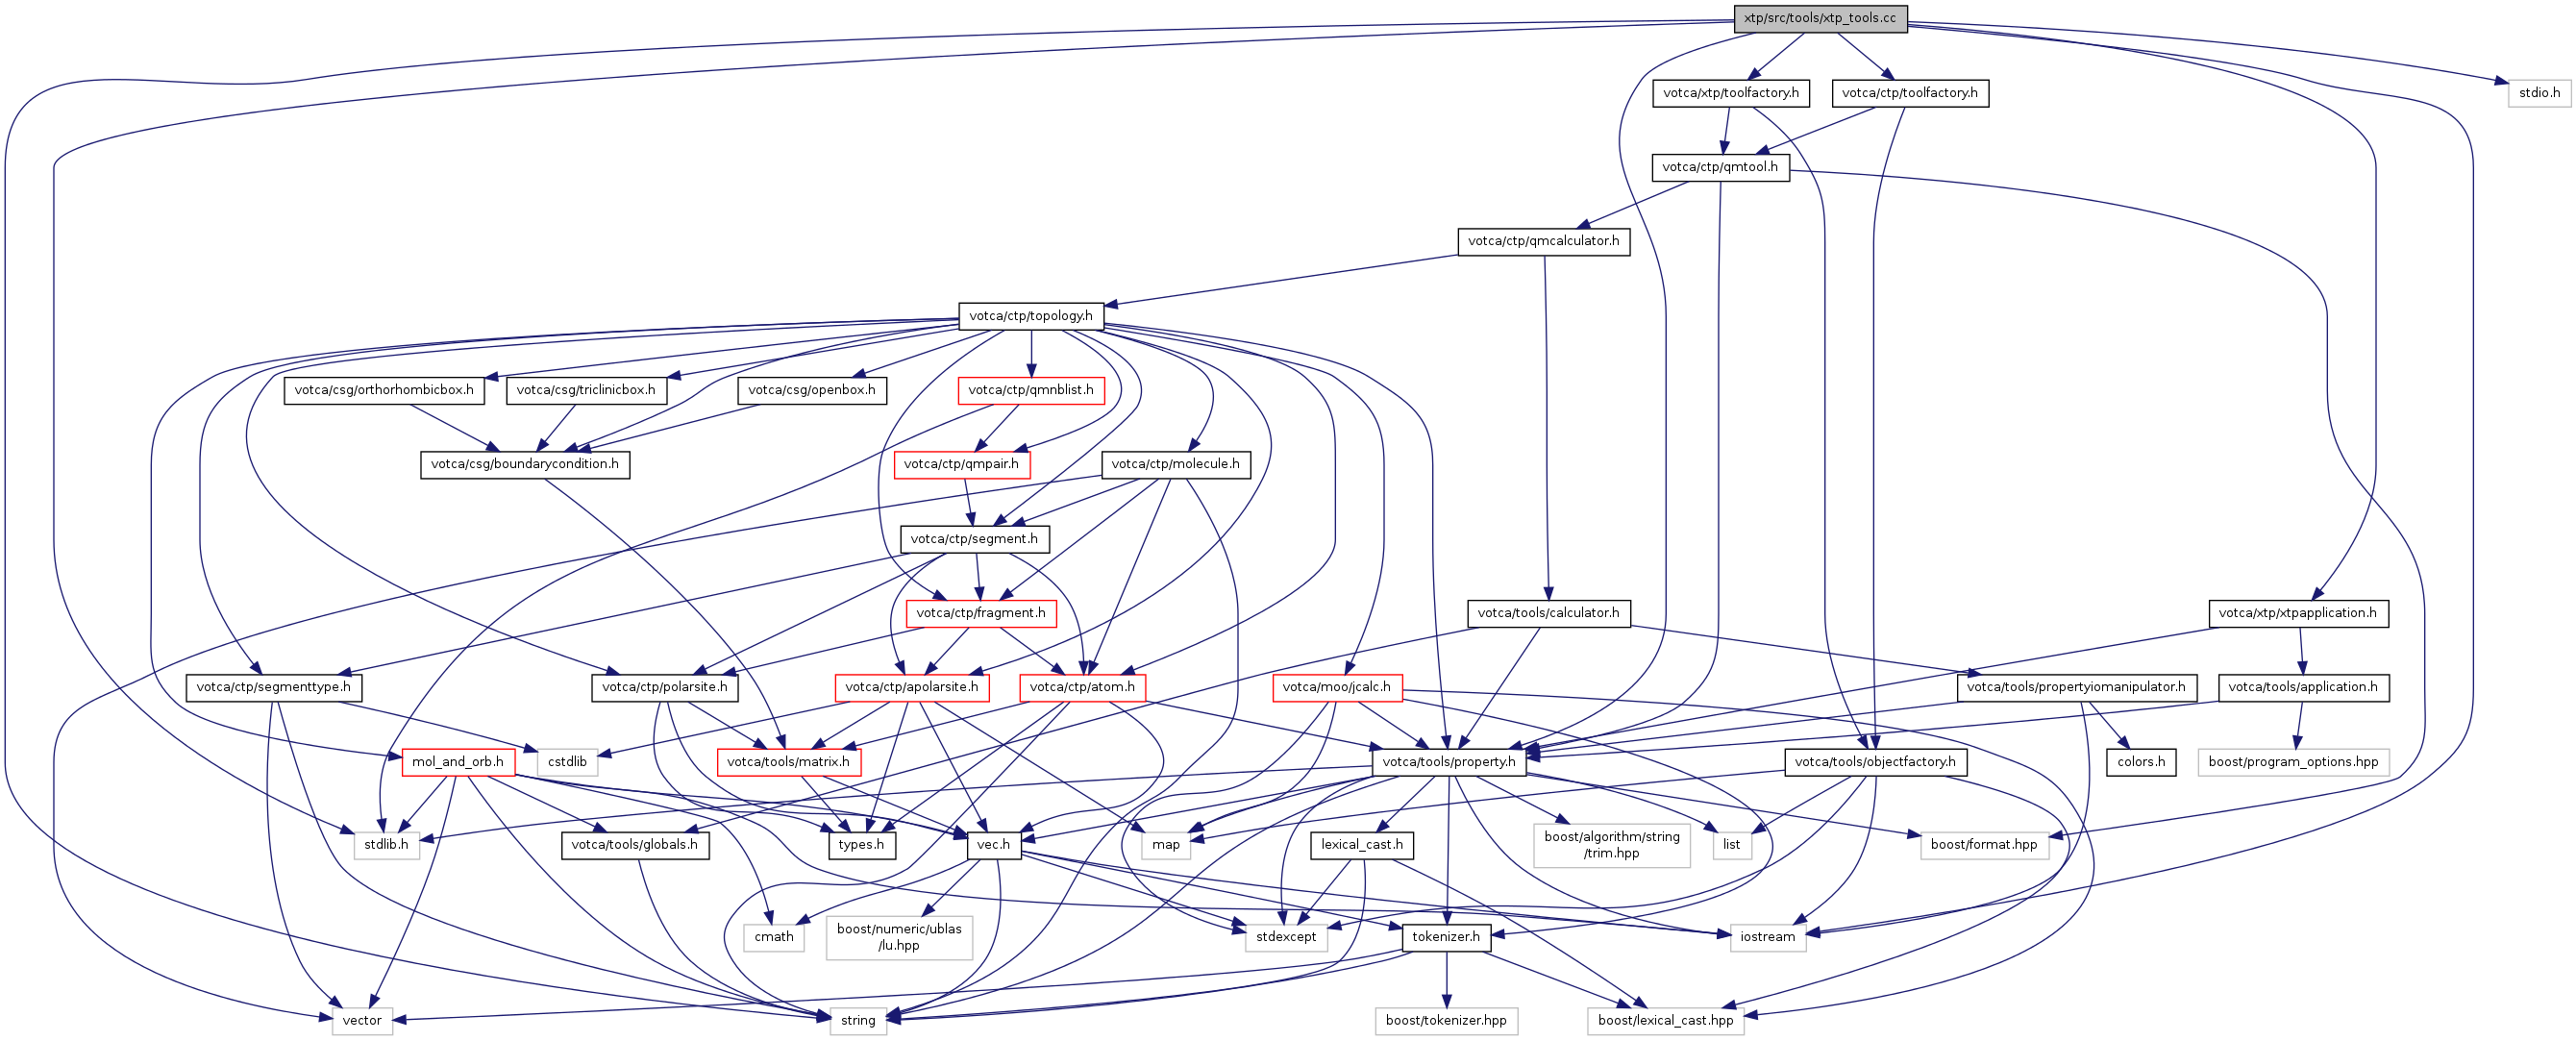 xtp/src/tools/xtp_tools.cc
votca/xtp/toolfactory.h
votca/ctp/toolfactory.h
stdio.h
votca/ctp/qmtool.h
votca/ctp/qmcalculator.h
votca/ctp/topology.h
votca/csg/orthorhombicbox.h
votca/csg/triclinicbox.h
votca/csg/openbox.h
votca/ctp/qmnblist.h
votca/csg/boundarycondition.h
votca/ctp/qmpair.h
votca/ctp/molecule.h
votca/ctp/segment.h
votca/ctp/fragment.h
votca/tools/calculator.h
votca/xtp/xtpapplication.h
votca/ctp/segmenttype.h
votca/ctp/polarsite.h
votca/ctp/apolarsite.h
votca/ctp/atom.h
votca/moo/jcalc.h
votca/tools/propertyiomanipulator.h
votca/tools/application.h
mol_and_orb.h
cstdlib
votca/tools/matrix.h
votca/tools/property.h
votca/tools/objectfactory.h
colors.h
boost/program_options.hpp
stdlib.h
votca/tools/globals.h
types.h
vec.h
map
lexical_cast.h
boost/algorithm/string
/trim.hpp
list
boost/format.hpp
cmath
boost/numeric/ublas
/lu.hpp
stdexcept
tokenizer.h
iostream
vector
string
boost/tokenizer.hpp
boost/lexical_cast.hpp